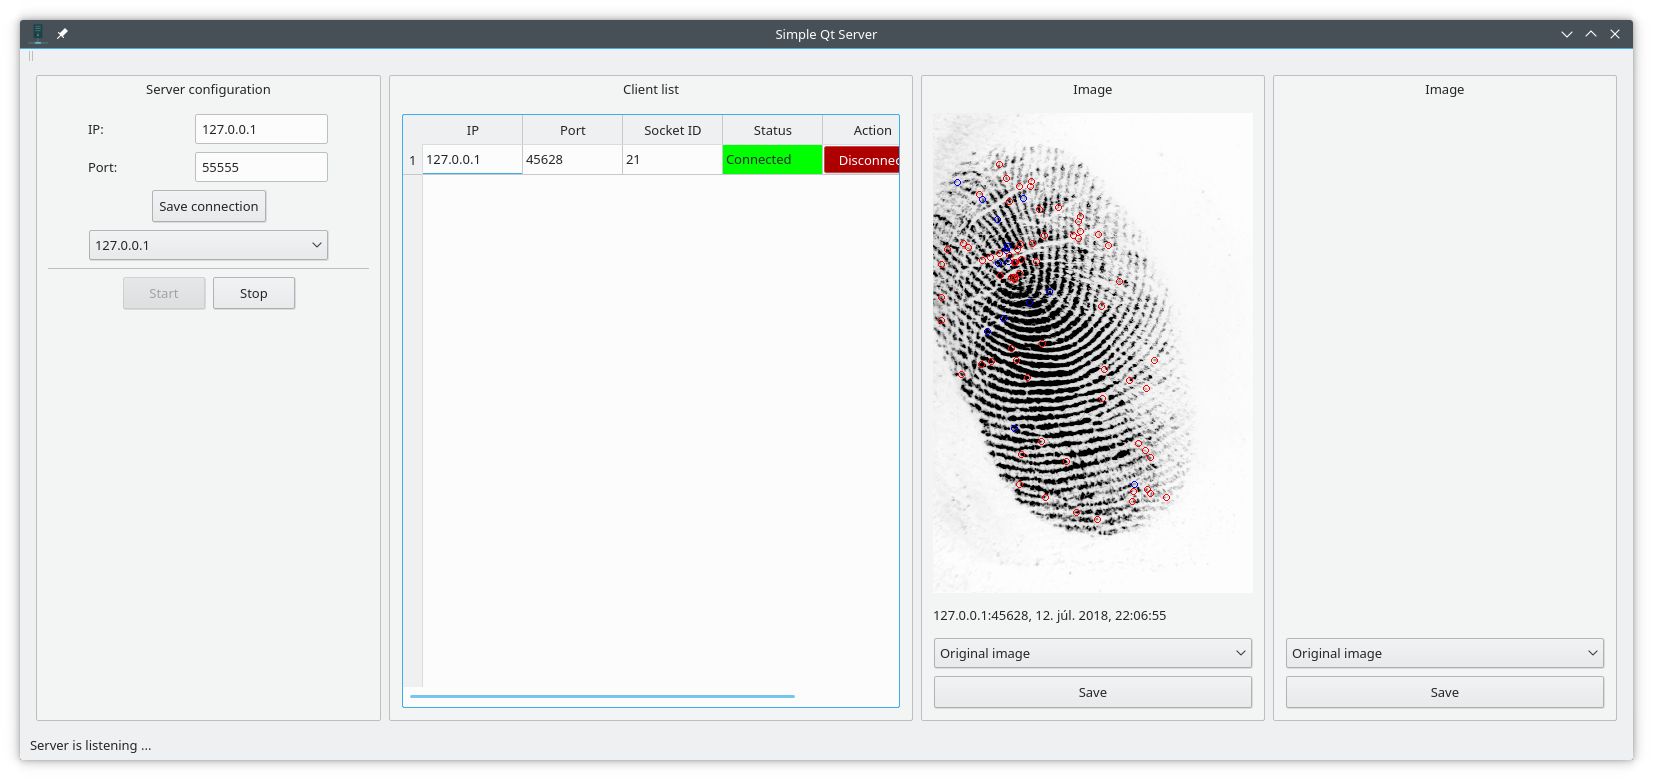 Simple Qt Server
Server configuration
IP:
127.0.0.1
Port:
55555
Save connection
127.0.0.1
Start
Stop
Client list
IP Port Socket ID Status Action
1 127.0.0.1 45628 21 Connected Disconnec
Image
127.0.0.1:45628, 12. júl. 2018, 22:06:55
Original image
Save
Image
Original image
Save
Server is listening ...